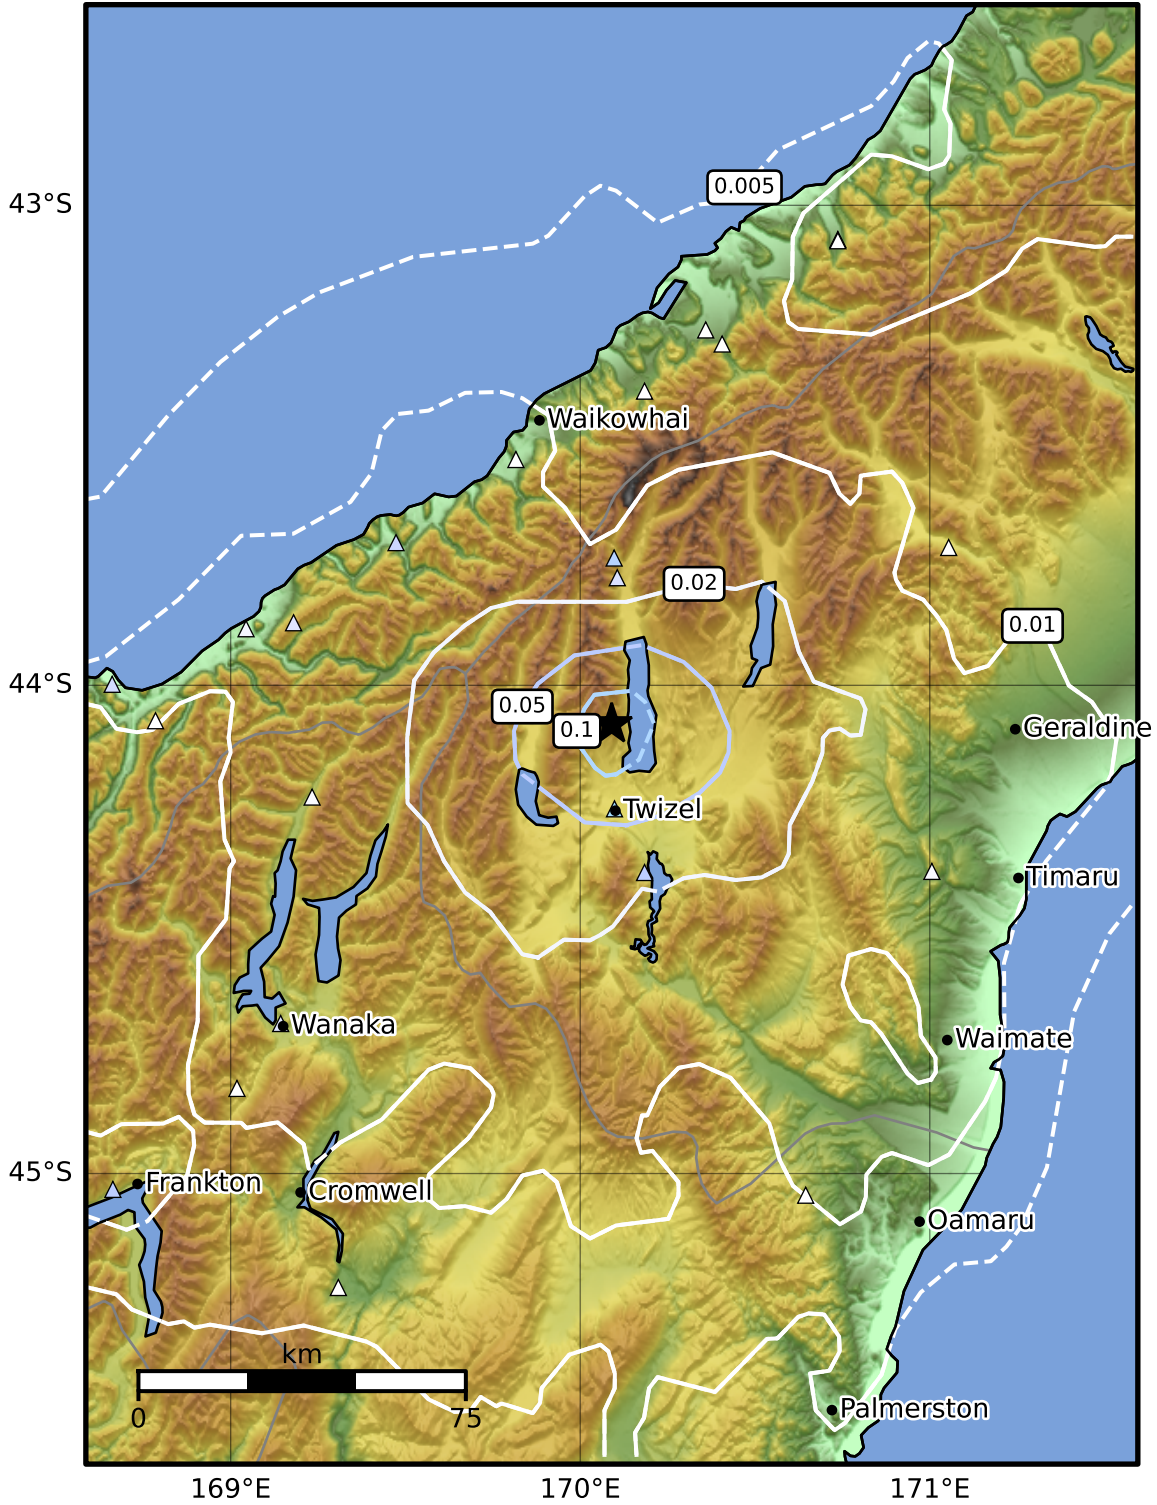 0.005
43°S
Waikowhai
0.02
0.01
44°S
0.05
0.1
Geraldine
Twizel
Timaru
Wanaka
Waimate
45°S
Frankton
Cromwell
Oamaru
km
0
75
Palmerston
169°E
170°E
171°E